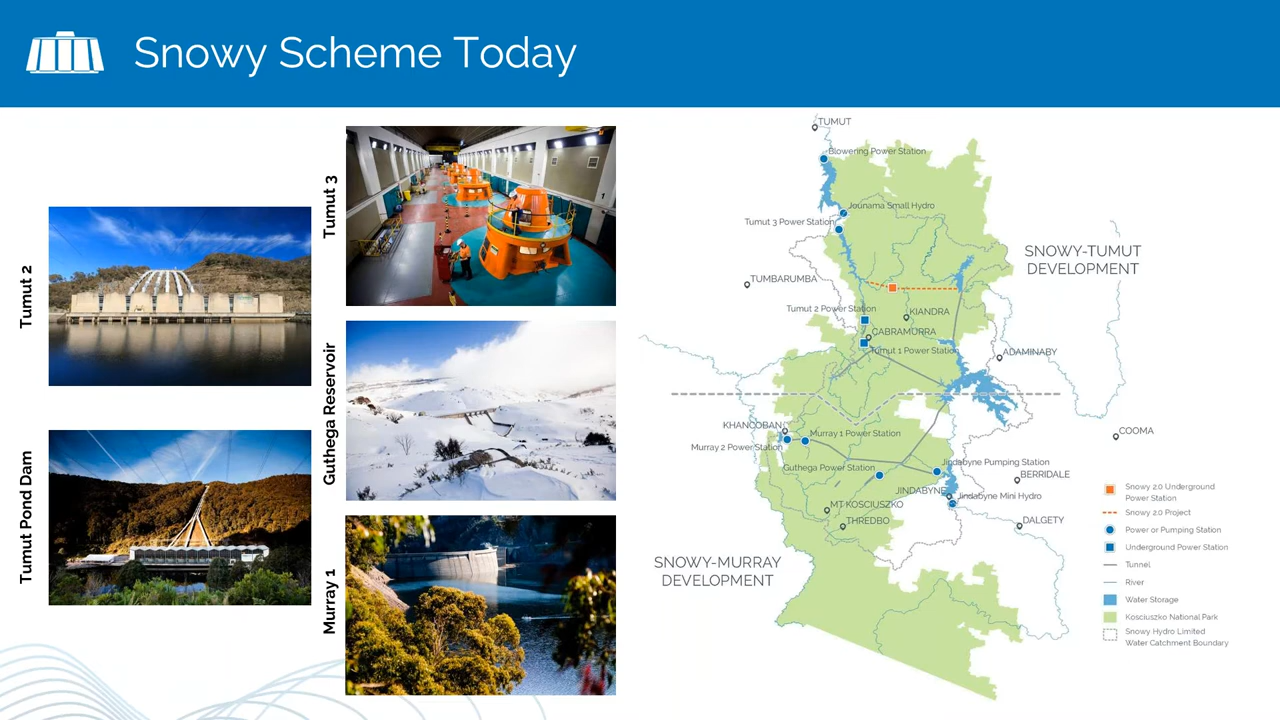 Snowy Scheme Today
Tumut 2
Tumut Pond Dam
Tumut 3
Guthega Reservoir
Murray 1
TUMUT
Blowering Power Station
Jounama Small Hydro
Tumut 3 Power Station
SNOWY-TUMUT
DEVELOPMENT
TUMBARUMBA
Tumut 2 Power Station
KIANDRA
CABRAMURRA
Tumut 1 Power Station
ADAMINABY
KHANCOBAN
Murray 1 Power Station
Murray 2 Power Station
COOMA
Guthega Power Station
Jindabyne Pumping Station
BERRIDALE
JINDABYNE
Jindabyne Mini Hydro
MT KOSCIUSZKO
THREDBO
DALGETY
SNOWY-MURRAY
DEVELOPMENT
Snowy 2.0 Underground
Power Station
Snowy 2.0 Project
Power or Pumping Station
Underground Power Station
Tunnel
River
Water Storage
Kosciuszko National Park
Snowy Hydro Limited
Water Catchment Boundary